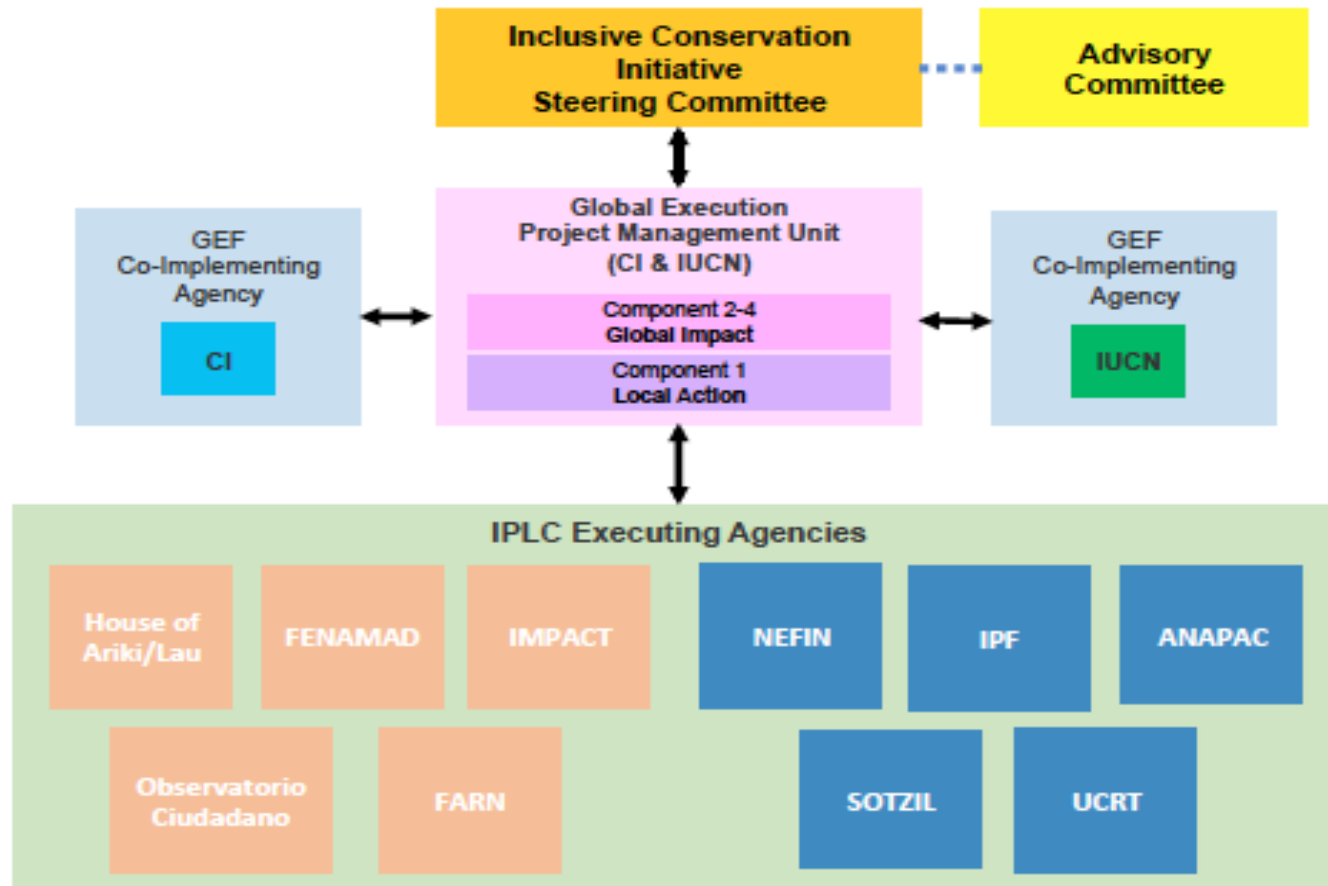 Inclusive Conservation
Initiative
Steering Committee
Advisory
Committee
GEF
Co-Implementing
Agency
CI
Global Execution
Project Management Unit
(CI & IUCN)
Component 2-4
Global Impact
Component 1
Local Action
GEF
Co-Implementing
Agency
IUCN
IPLC Executing Agencies
House of
Ariki/Lau
FENAMAD
IMPACT
NEFIN
IPF
ANAPAC
Observatorio
Ciudadano
FARN
SOTZIL
UCRT